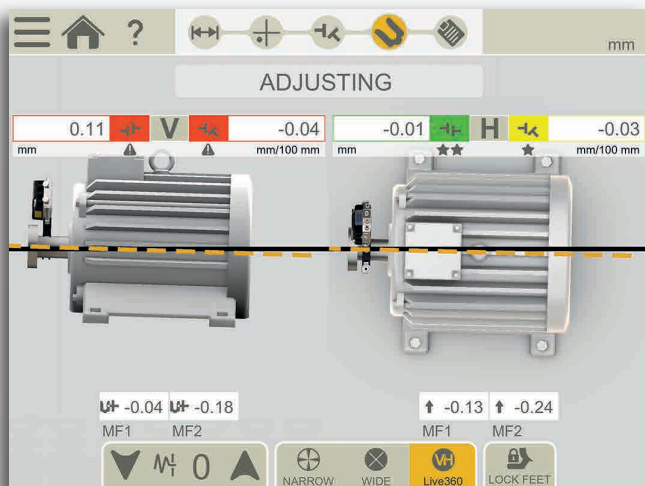 ?
mm
ADJUSTING
0.11 V -0.04
-0.01 H -0.03
mm mm/100 mm
mm mm/100 mm
-0.04 -0.18
MF1 MF2
-0.13 -0.24
MF1 MF2
0
NARROW WIDE VH Live360 LOCK FEET